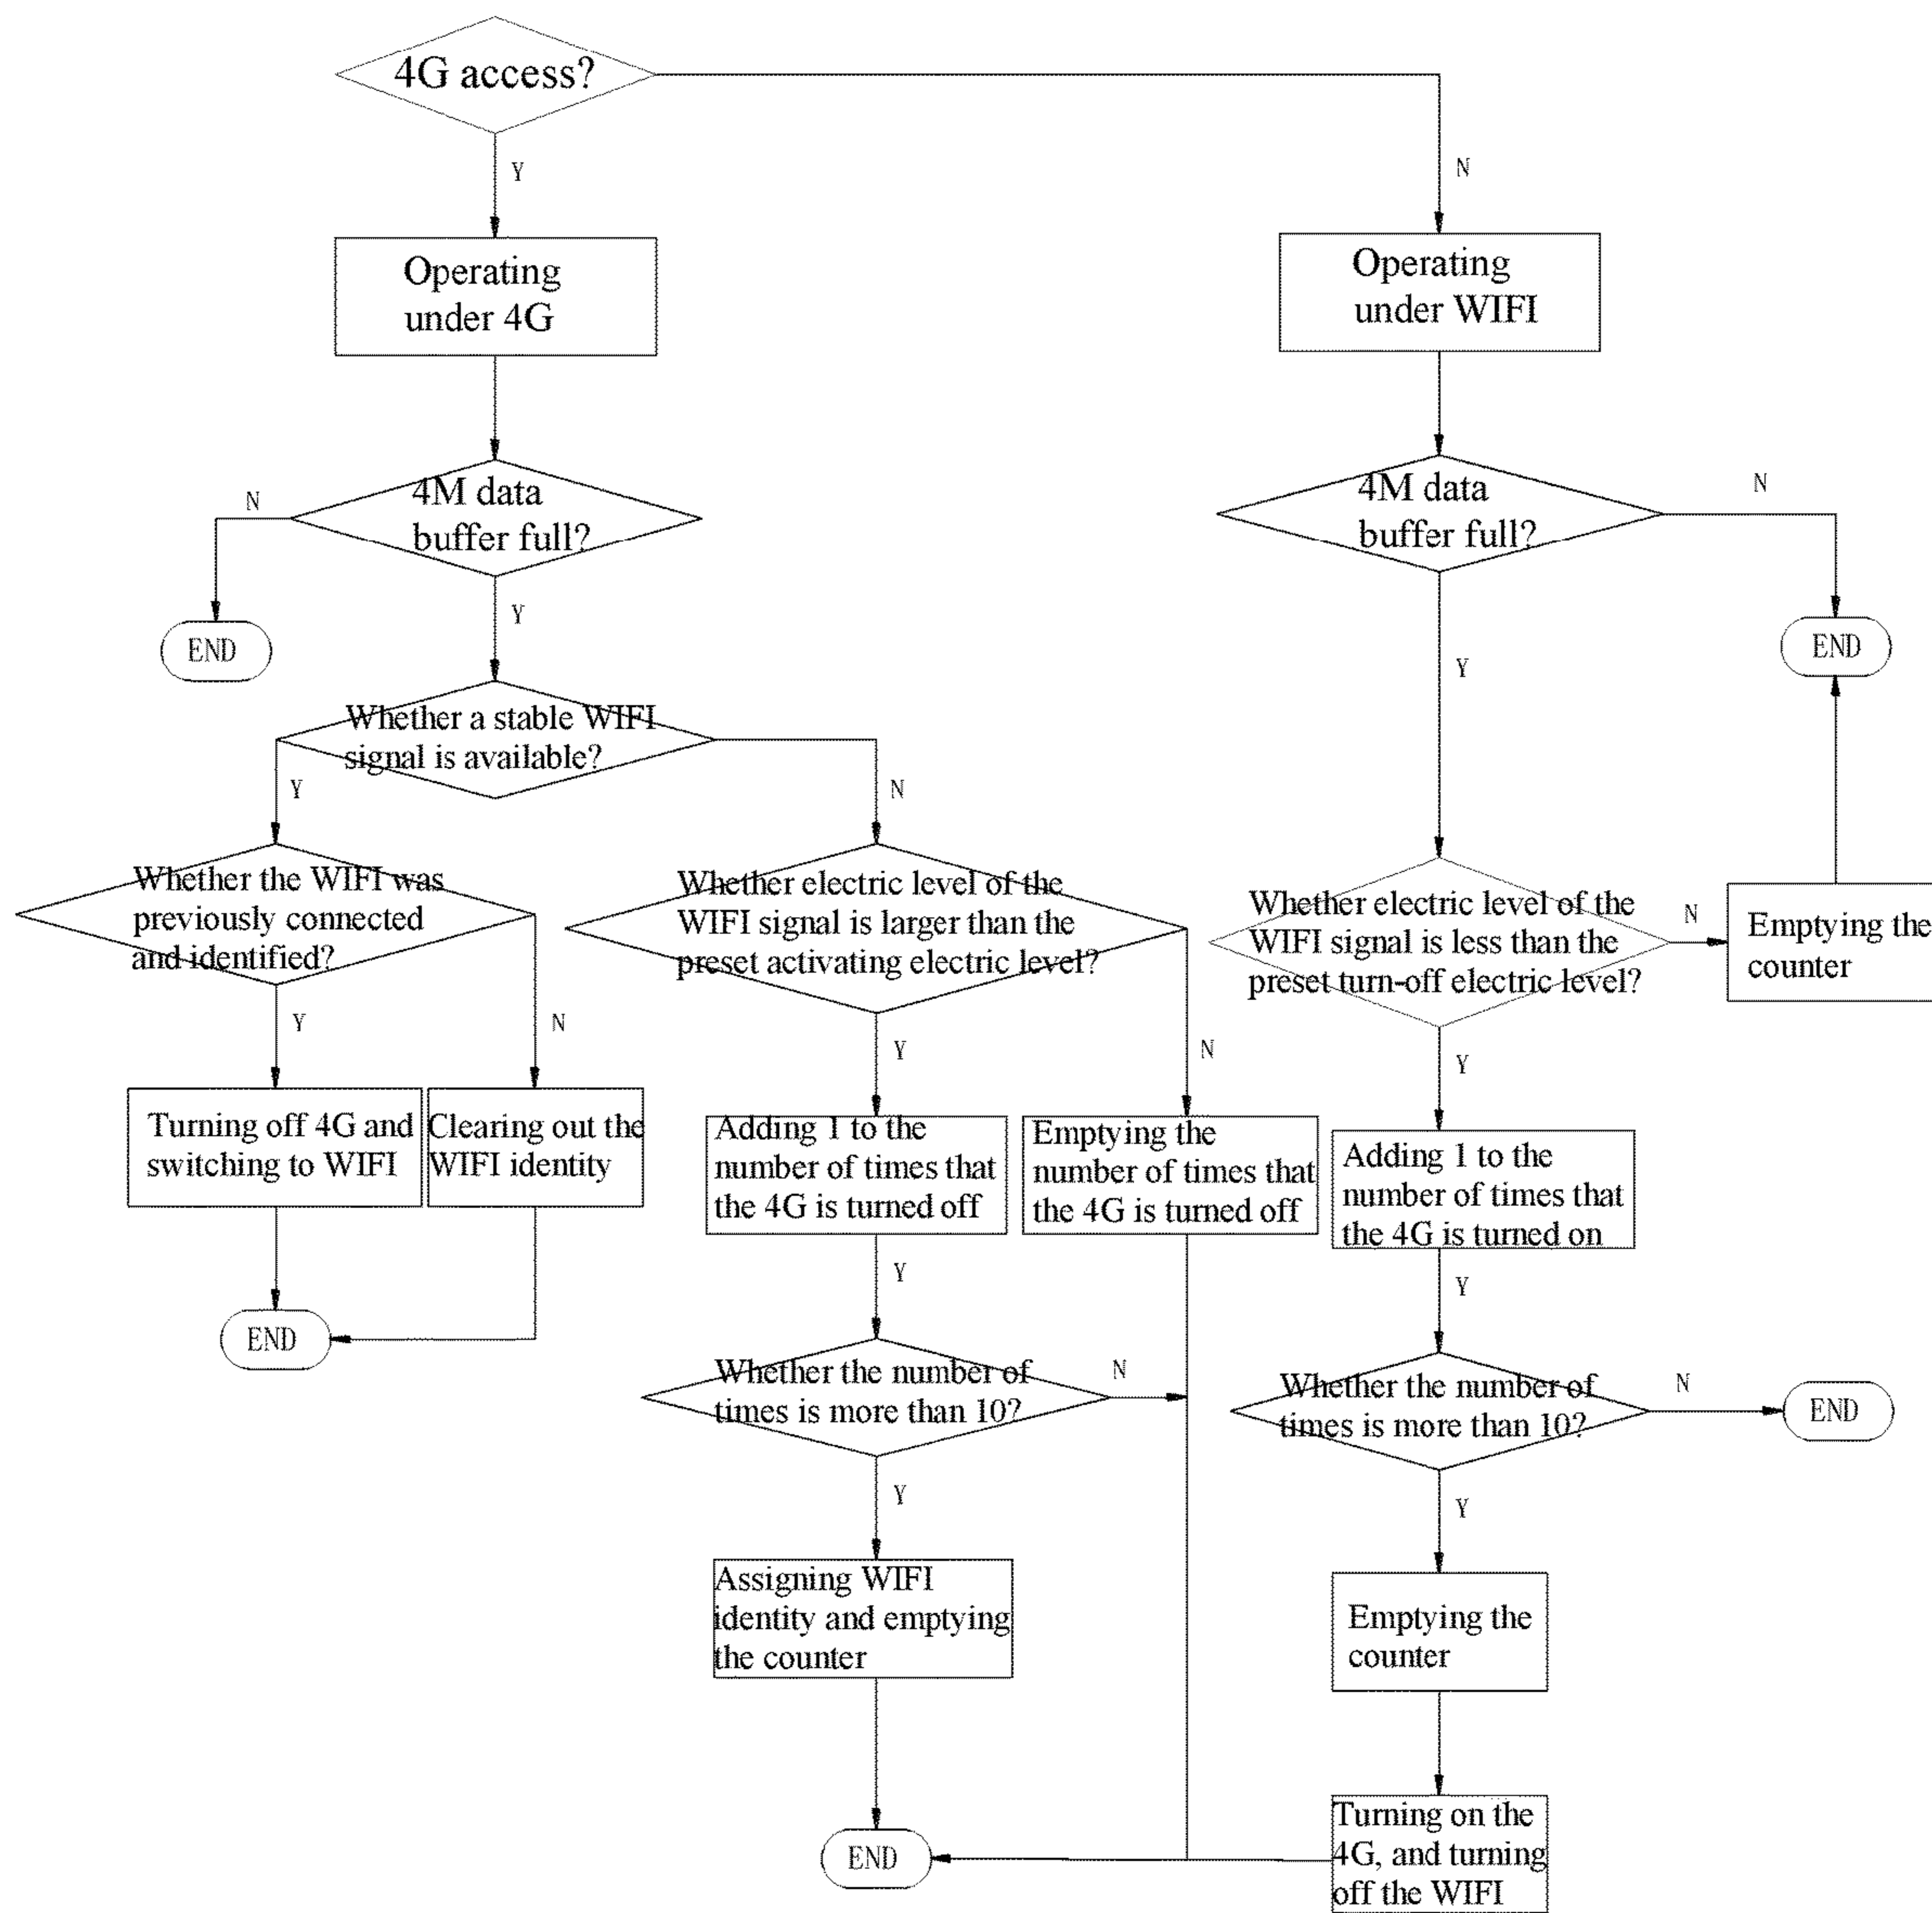 4G access?
Y
N
Operating
under 4G
Operating
under WIFI
4M data
buffer full?
N
Y
END
4M data
buffer full?
N
Y
END
Whether a stable WIFI
signal is available?
Y
N
Whether the WIFI was
previously connected
and identified?
Y
N
Whether electric level of the
WIFI signal is larger than the
preset activating electric level?
Y
N
Whether electric level of the
WIFI signal is less than the
preset turn-off electric level?
N
Y
Emptying the
counter
Turning off 4G and
switching to WIFI
Clearing out the
WIFI identity
END
Adding 1 to the
number of times that
the 4G is turned off
Y
Emptying the
number of times that
the 4G is turned off
Adding 1 to the
number of times that
the 4G is turned on
Y
Whether the number of
times is more than 10?
N
Y
Whether the number of
times is more than 10?
N
Y
END
Assigning WIFI
identity and emptying
the counter
Emptying the
counter
END
Turning on the
4G, and turning
off the WIFI